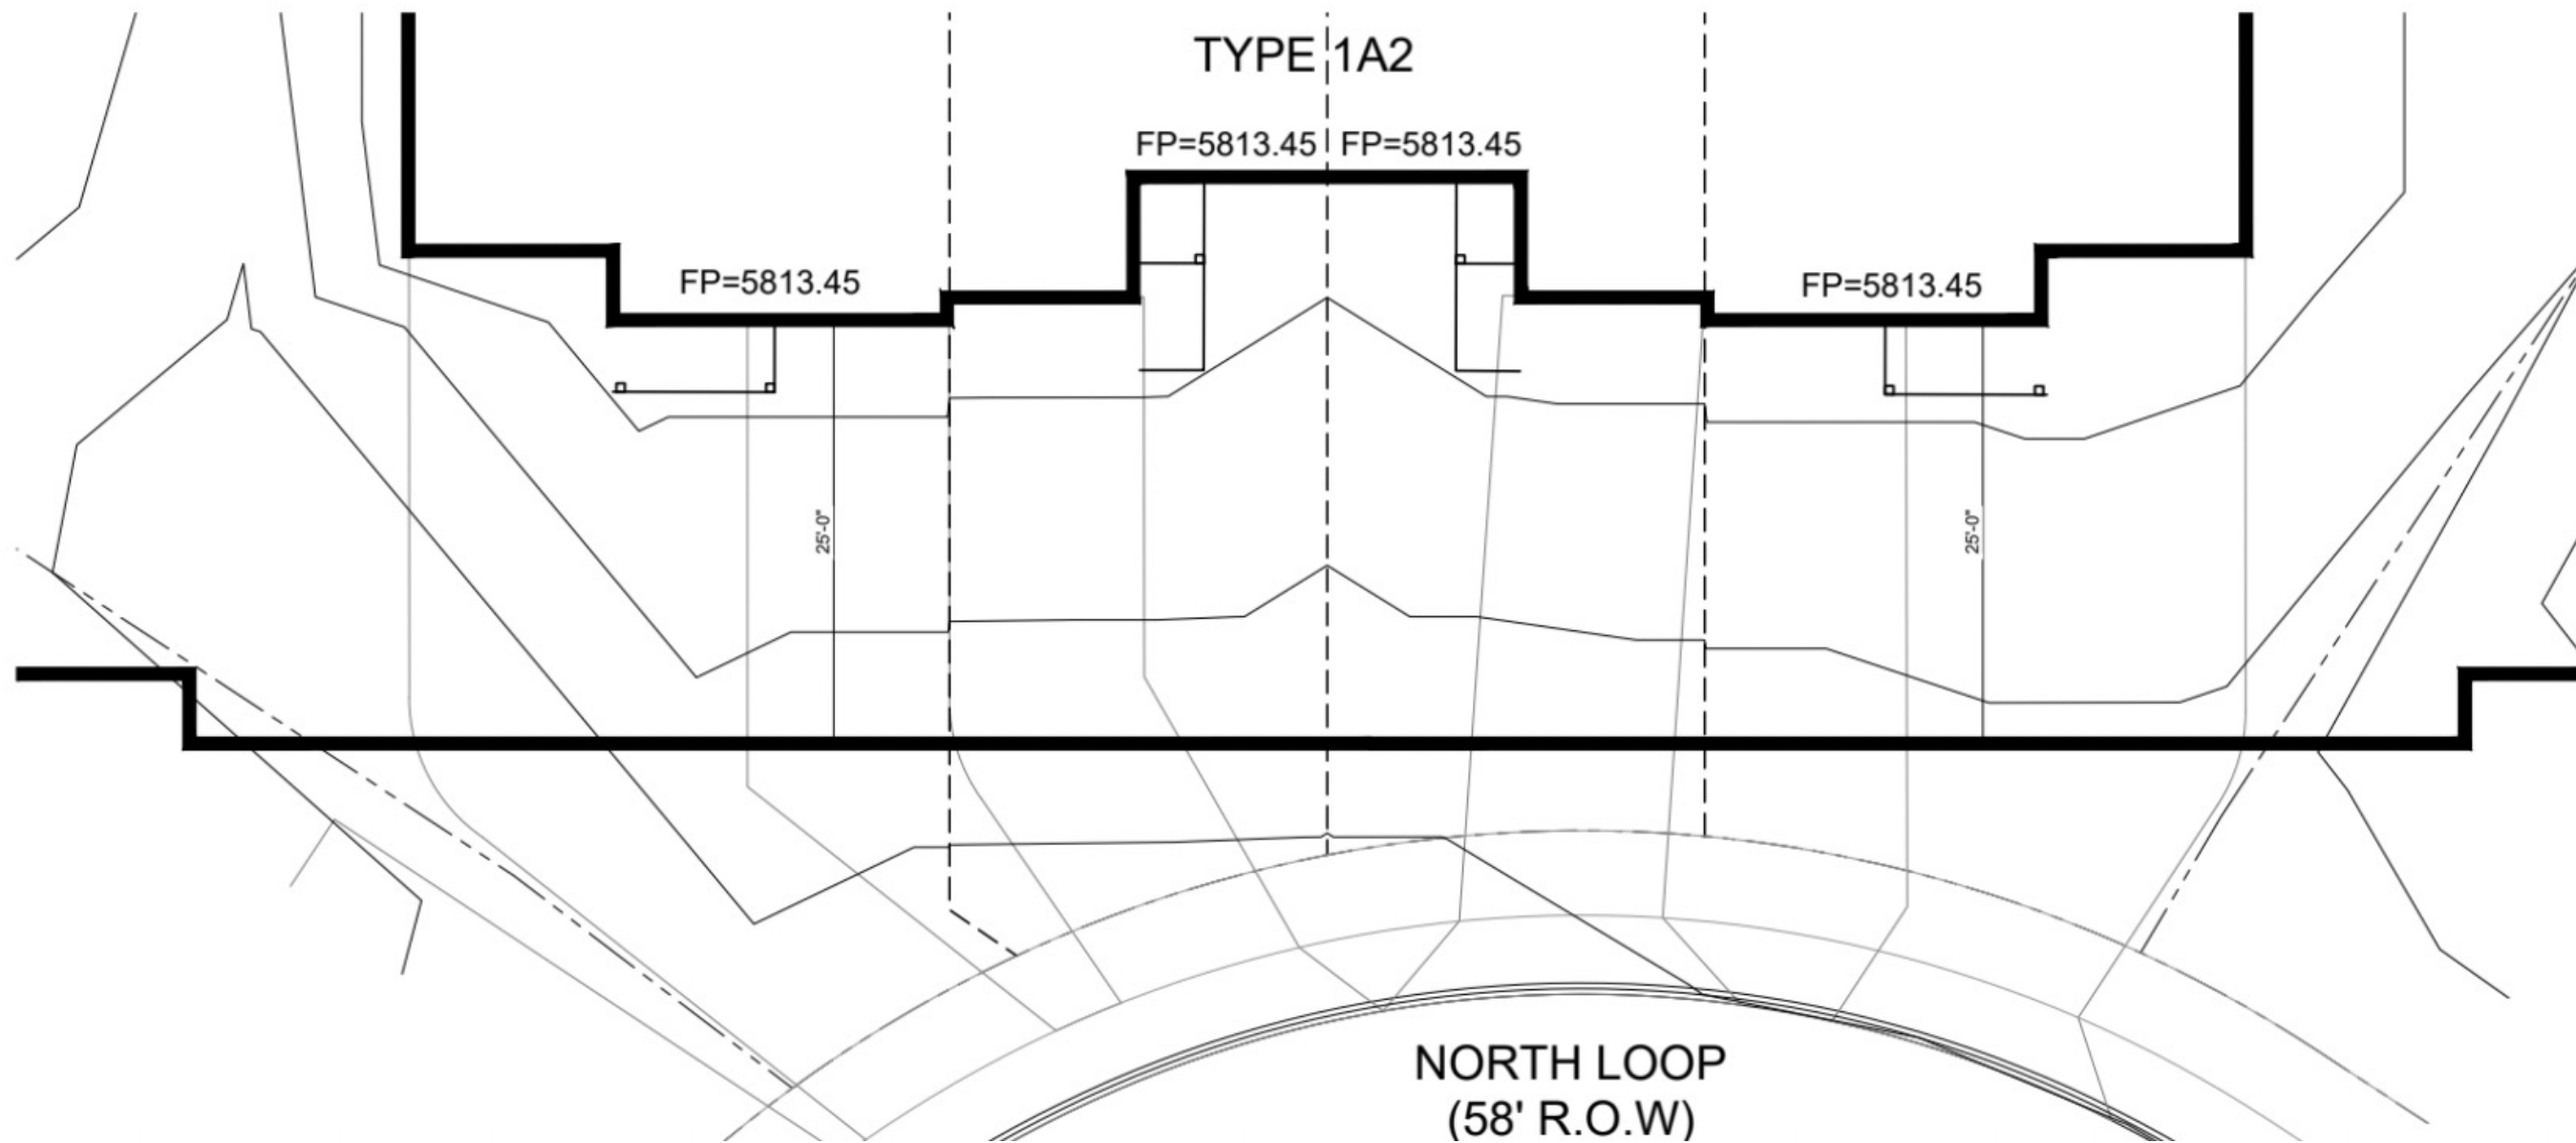 TYPE 1A2
FP=5813.45 FP=5813.45
FP=5813.45
FP=5813.45
25'-0"
25'-0"
NORTH LOOP
(58' R.O.W)